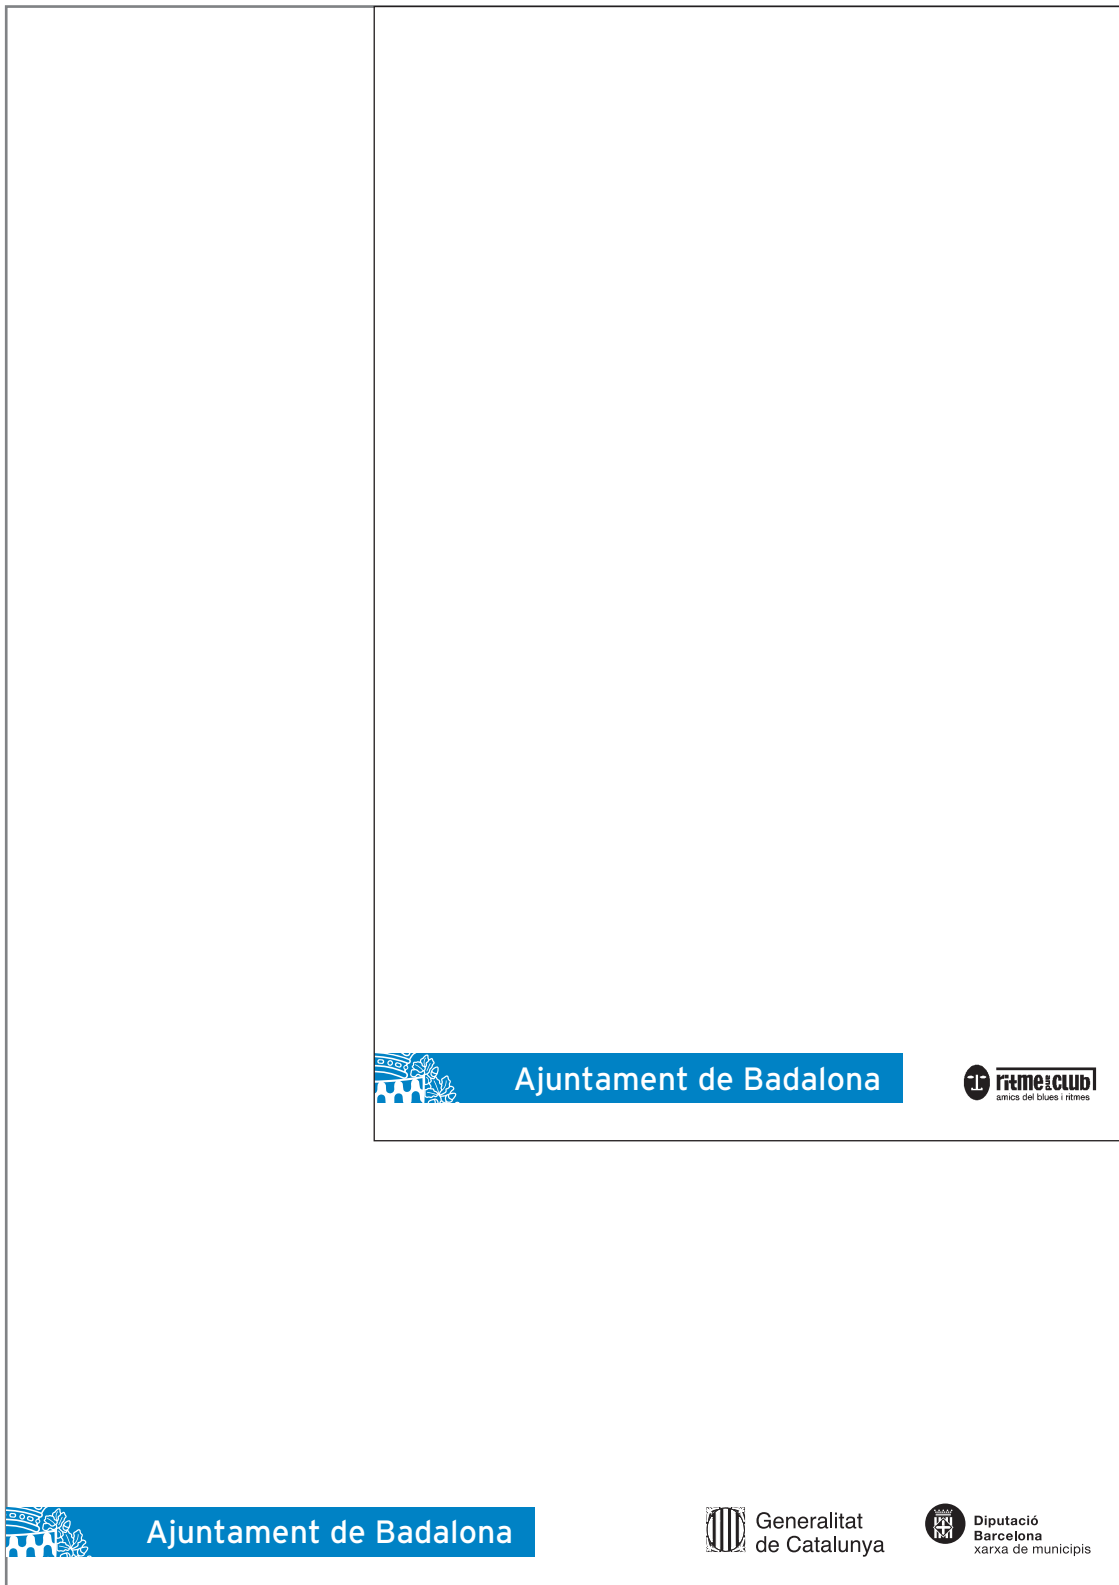 Ajuntament de Badalona
ritme and club
amics del blues i ritmes
Ajuntament de Badalona
Generalitat
de Catalunya
Diputació
Barcelona
xarxa de municipis